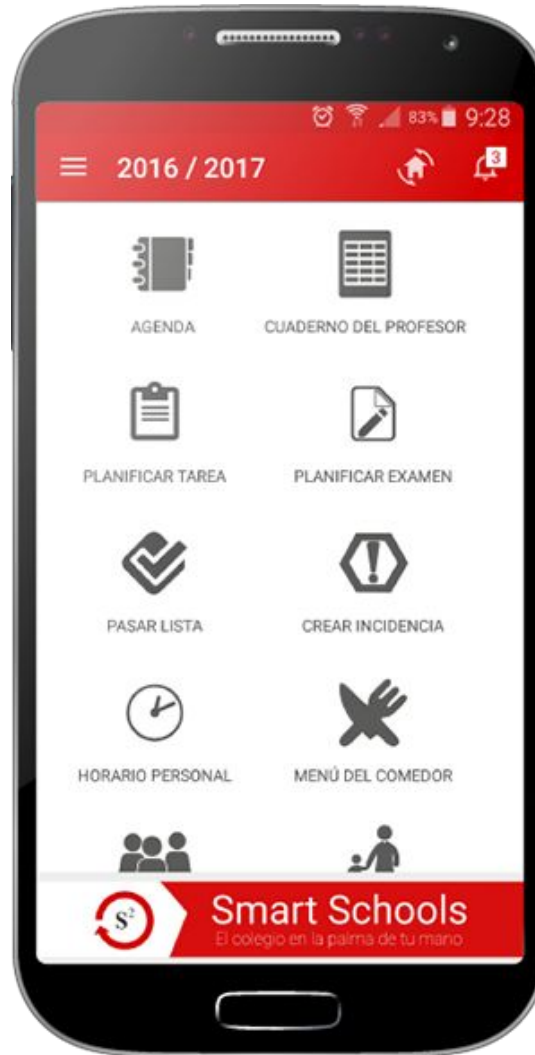 83% 9:28
2016 / 2017
3
AGENDA
CUADERNO DEL PROFESOR
PLANIFICAR TAREA
PLANIFICAR EXAMEN
PASAR LISTA
CREAR INCIDENCIA
HORARIO PERSONAL
MENÚ DEL COMEDOR
S²
Smart Schools
El colegio en la palma de tu mano